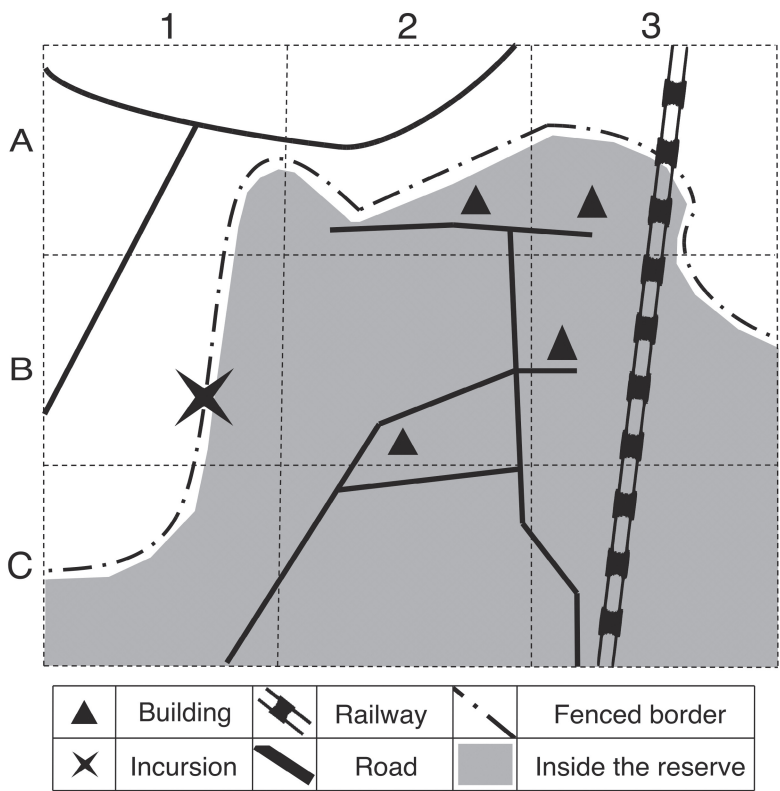 1 2 3
A
B
C
Building Railway Fenced border
Incursion Road Inside the reserve